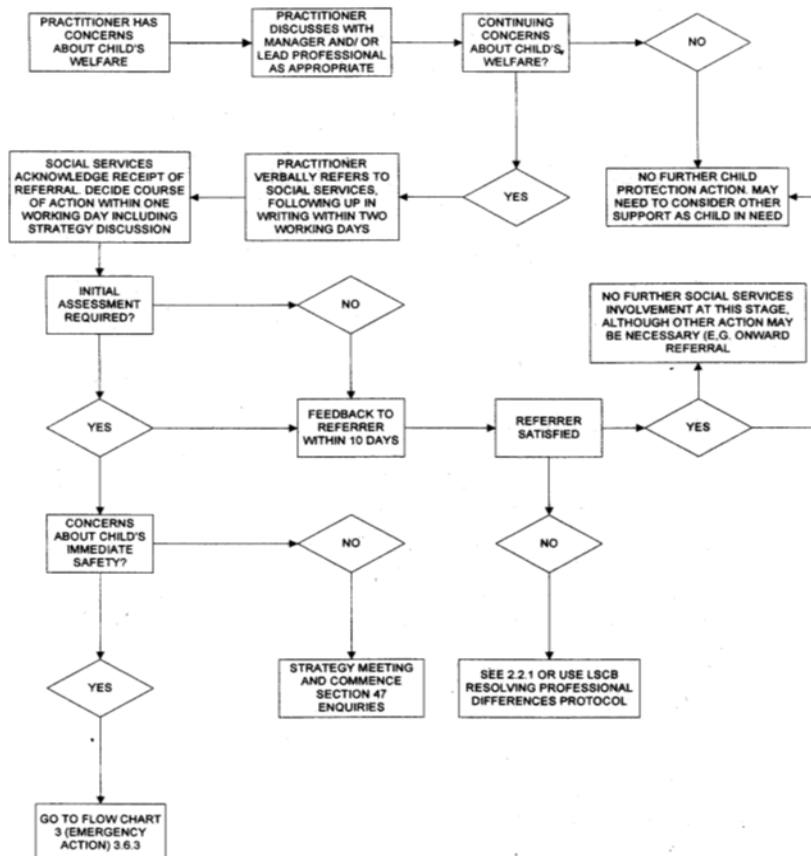 PRACTITIONER HAS
CONCERNS
ABOUT CHILD'S
WELFARE
PRACTITIONER
DISCUSSES WITH
MANAGER AND/ OR
LEAD PROFESSIONAL
AS APPROPRIATE
CONTINUING
CONCERNS
ABOUT CHILD'S
WELFARE?
NO
SOCIAL SERVICES
ACKNOWLEDGE RECEIPT OF
REFERRAL. DECIDE COURSE
OF ACTION WITHIN ONE
WORKING DAY INCLUDING
STRATEGY DISCUSSION
PRACTITIONER
VERBALLY REFERS TO
SOCIAL SERVICES,
FOLLOWING UP IN
WRITING WITHIN TWO
WORKING DAYS
YES
NO FURTHER CHILD
PROTECTION ACTION. MAY
NEED TO CONSIDER OTHER
SUPPORT AS CHILD IN NEED
INITIAL
ASSESSMENT
REQUIRED?
NO
NO FURTHER SOCIAL SERVICES
INVOLVEMENT AT THIS STAGE,
ALTHOUGH OTHER ACTION MAY
BE NECESSARY (E,G. ONWARD
REFERRAL
YES
FEEDBACK TO
REFERRER
WITHIN 10 DAYS
REFERRER
SATISFIED
YES
CONCERNS
ABOUT CHILD'S
IMMEDIATE
SAFETY?
NO
NO
YES
STRATEGY MEETING
AND COMMENCE
SECTION 47
ENQUIRIES
SEE 2.2.1 OR USE LSCB
RESOLVING PROFESSIONAL
DIFFERENCES PROTOCOL
GO TO FLOW CHART
3 (EMERGENCY
ACTION) 3.6.3